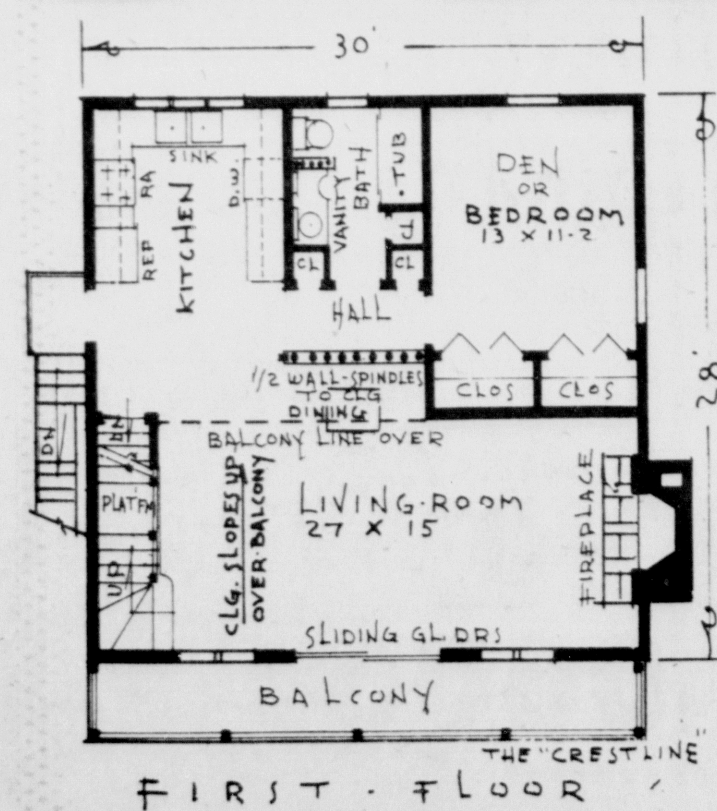 30'
SINK
RA
REF
KITCHEN
D.W
VANITY
BATH
TUB
CL
CL
CL
DEN
OR
BEDROOM
13 X 11-2
HALL
1/2 WALL-SPINDLES
TO CLG
DINING
CLOS
CLOS
28'
BALCONY LINE OVER
DN
DN
PLATFM
UP
CLG. SLOPES UP
OVER BALCONY
LIVING-ROOM
27 X 15
FIREPLACE
SLIDING GL DRS
BALCONY
THE "CRESTLINE"
FIRST - FLOOR